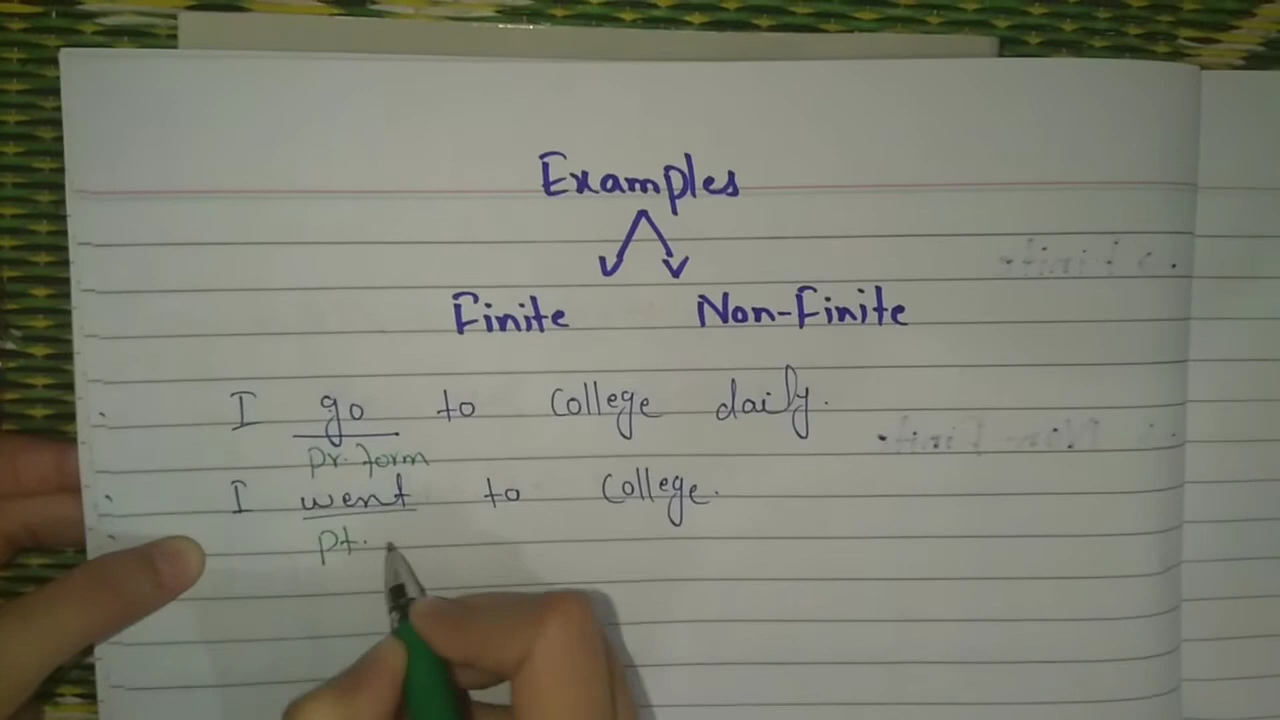 Examples
Finite Non-Finite
I go to College daily.
pr. form
I went to College.
pt.